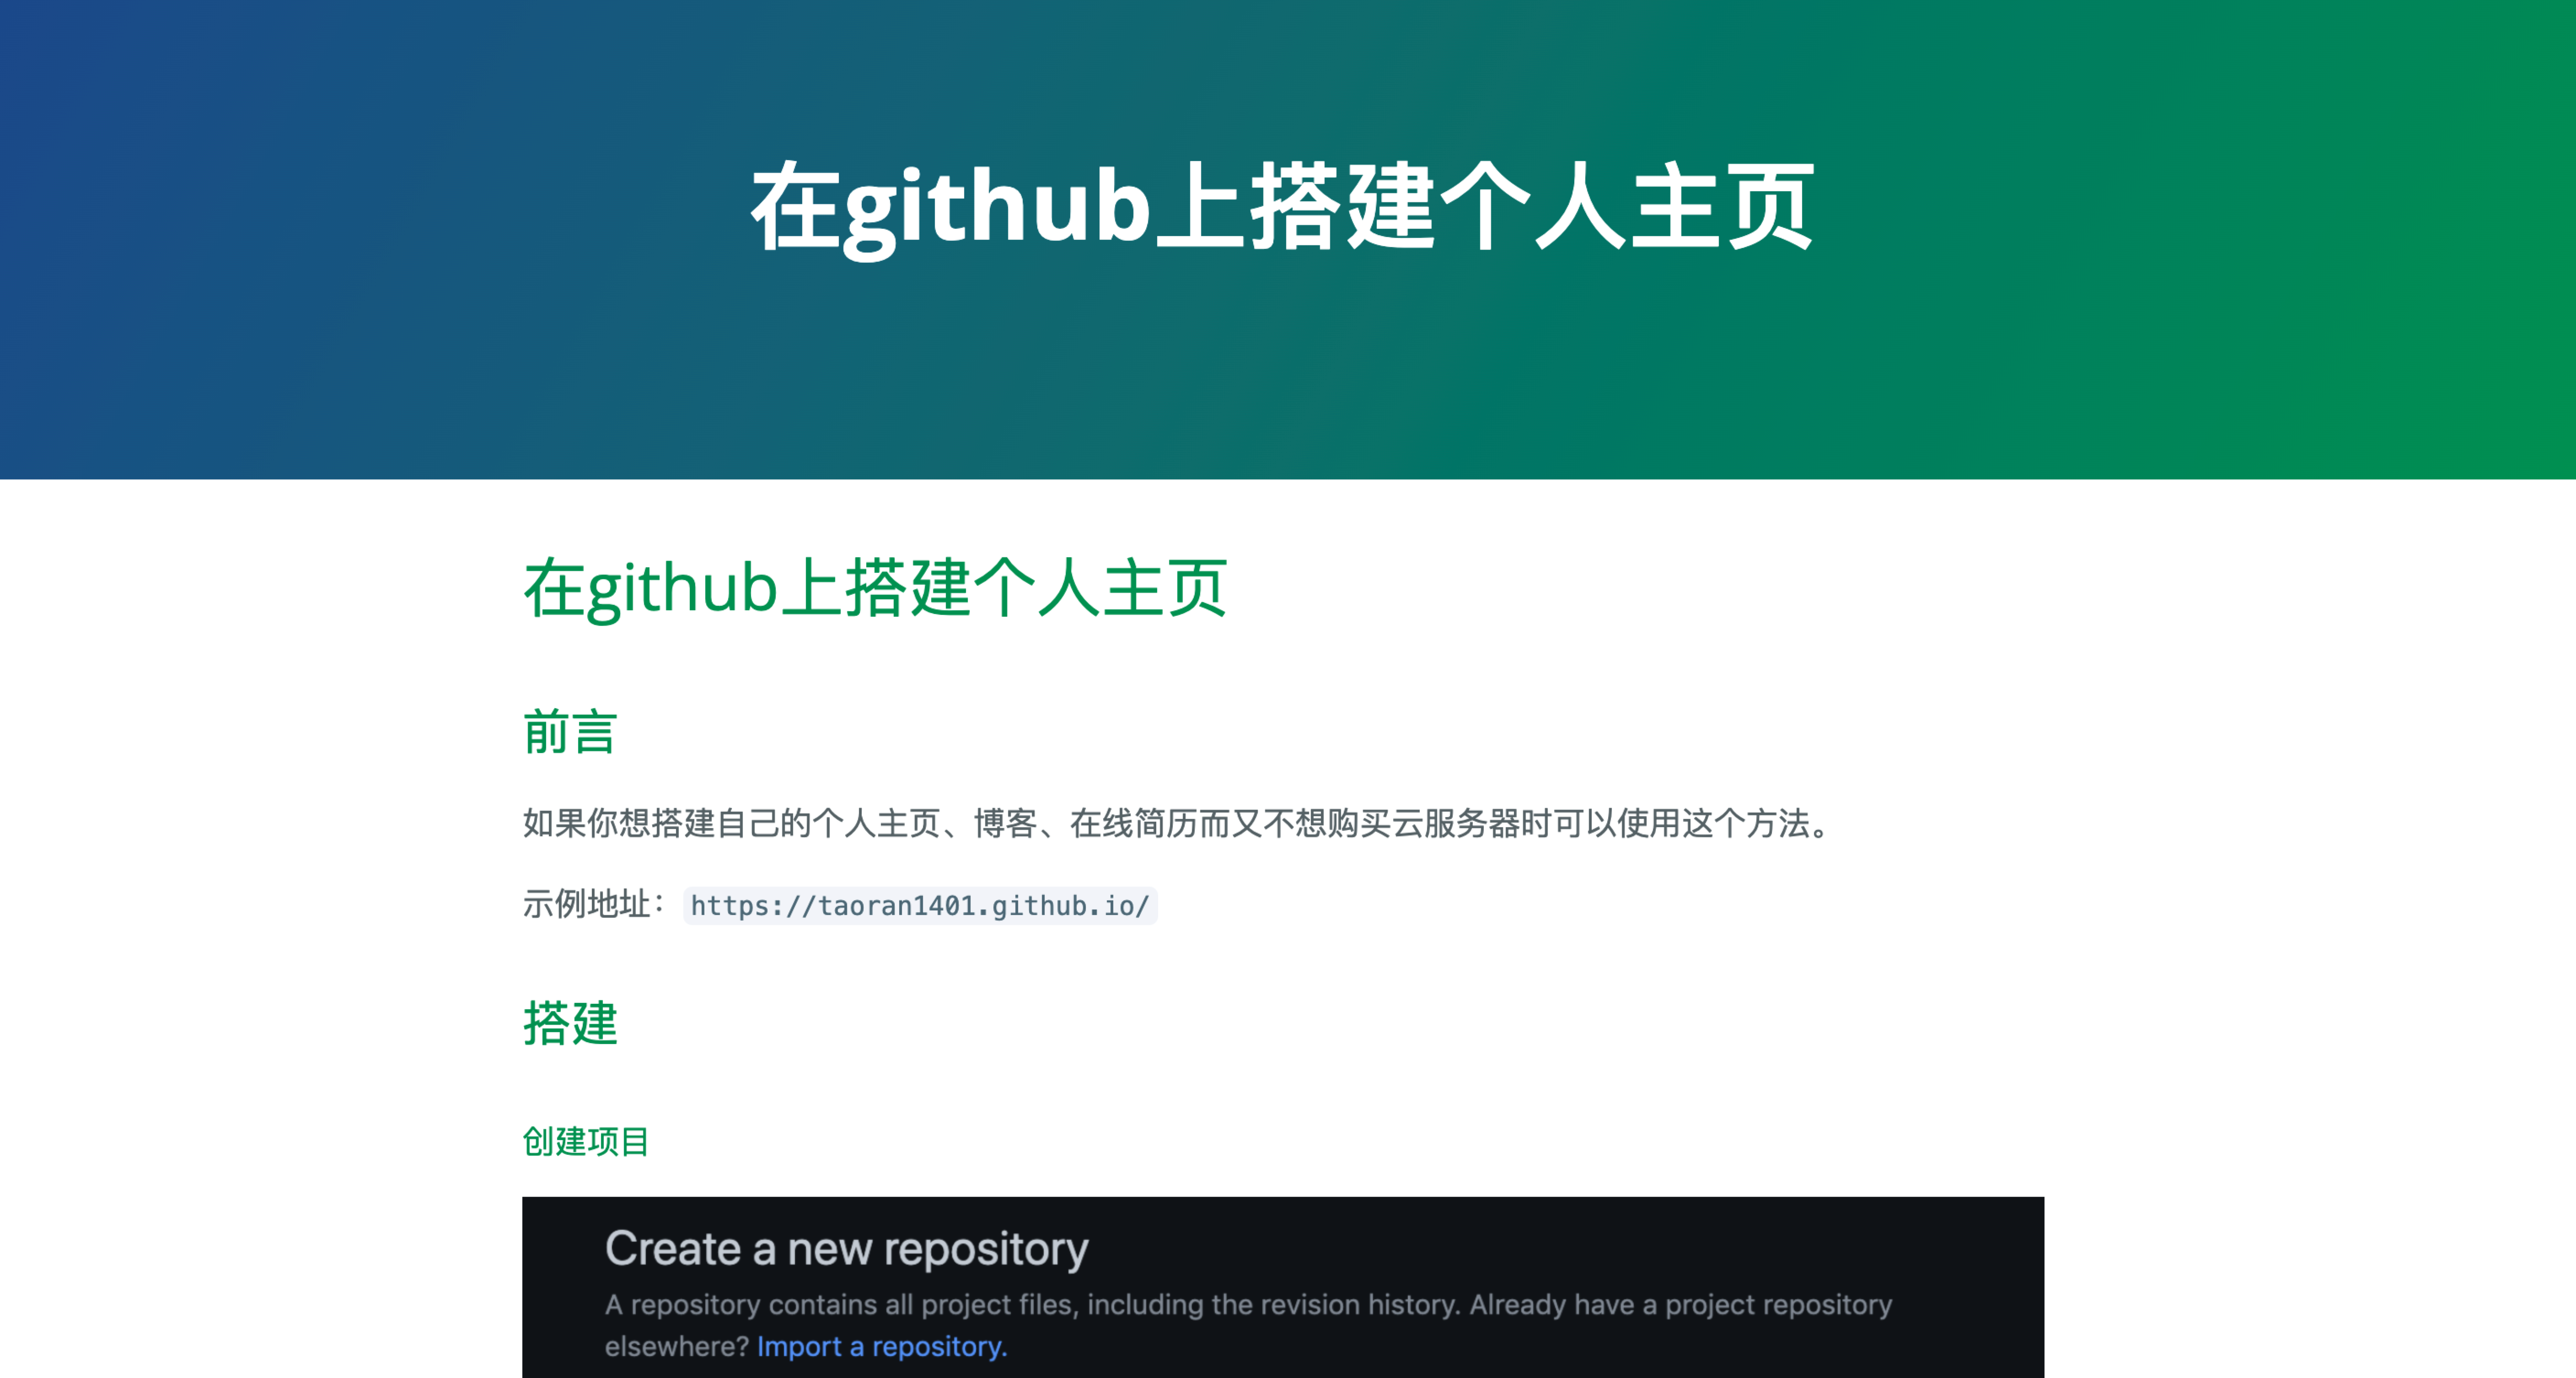 在github上搭建个人主页
在github上搭建个人主页
前言
如果你想搭建自己的个人主页、博客、在线简历而又不想购买云服务器时可以使用这个方法。
示例地址： https://taoran1401.github.io/
搭建
创建项目
Create a new repository
A repository contains all project files, including the revision history. Already have a project repository
elsewhere? Import a repository.